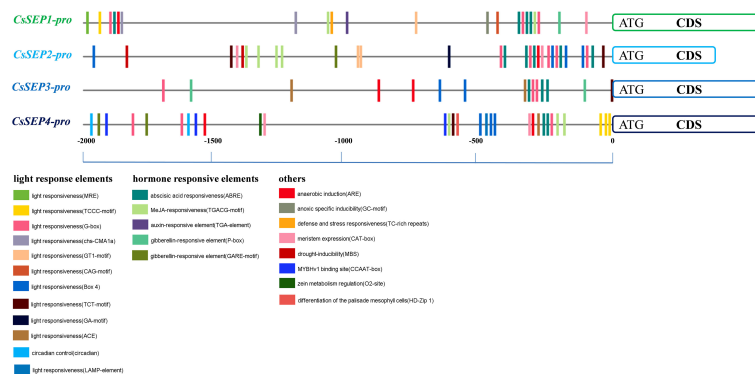 CsSEP1-pro
ATG CDS
CsSEP2-pro
ATG CDS
CsSEP3-pro
ATG CDS
CsSEP4-pro
ATG CDS
-2000 -1500 -1000 -500 0
light response elements
light responsiveness(MRE)
light responsiveness(TCCC-motif)
light responsiveness(G-box)
light responsiveness(chs-CMA1a)
light responsiveness(GT1-motif)
light responsiveness(CAG-motif)
light responsiveness(Box 4)
light responsiveness(TCT-motif)
light responsiveness(GA-motif)
light responsiveness(ACE)
circadian control(circadian)
light responsiveness(LAMP-element)
hormone responsive elements
abscisic acid responsiveness(ABRE)
MeJA-responsiveness(TGACG-motif)
auxin-responsive element(TGA-element)
gibberellin-responsive element(P-box)
gibberellin-responsive element(GARE-motif)
others
anaerobic induction(ARE)
anoxic specific inducibility(GC-motif)
defense and stress responsiveness(TC-rich repeats)
meristem expression(CAT-box)
drought-inducibility(MBS)
MYBHv1 binding site(CCAAT-box)
zein metabolism regulation(O2-site)
differentiation of the palisade mesophyll cells(HD-Zip 1)